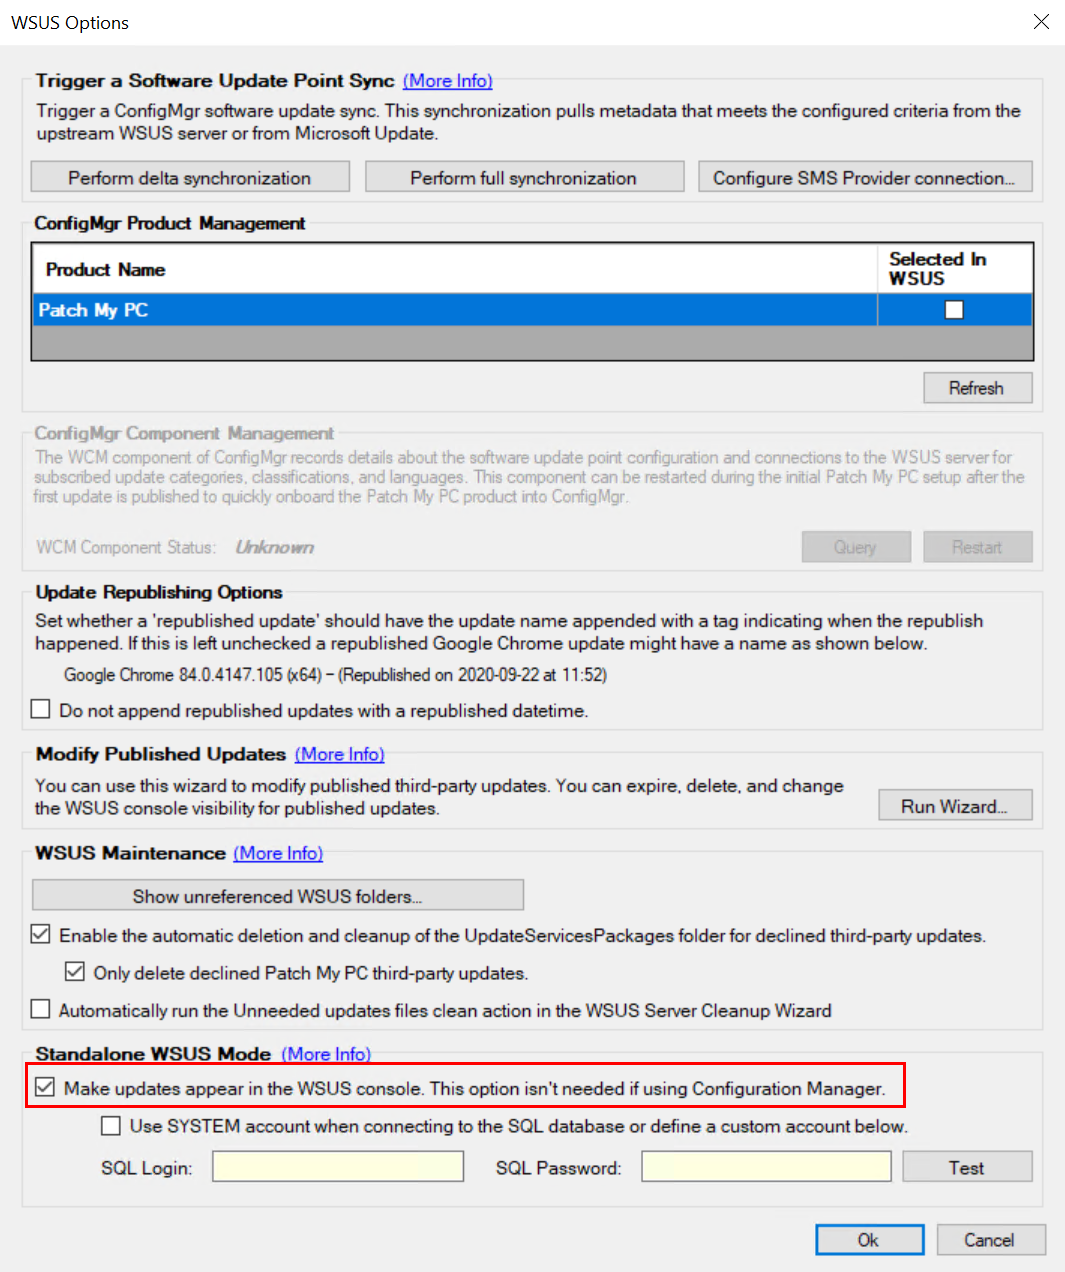 WSUS Options
Trigger a Software Update Point Sync (More Info)
Trigger a ConfigMgr software update sync. This synchronization pulls metadata that meets the configured criteria from the
upstream WSUS server or from Microsoft Update.
Perform delta synchronization
Perform full synchronization
Configure SMS Provider connection...
ConfigMgr Product Management
Product Name
Selected In
WSUS
Patch My PC
Refresh
ConfigMgr Component Management
The WCM component of ConfigMgr records details about the software update point configuration and connections to the WSUS server for
subscribed update categories, classifications, and languages. This component can be restarted during the initial Patch My PC setup after the
first update is published to quickly onboard the Patch My PC product into ConfigMgr.
WCM Component Status: Unknown
Query
Restart
Update Republishing Options
Set whether a 'republished update' should have the update name appended with a tag indicating when the republish
happened. If this is left unchecked a republished Google Chrome update might have a name as shown below.
Google Chrome 84.0.4147.105 (x64) – (Republished on 2020-09-22 at 11:52)
Do not append republished updates with a republished datetime.
Modify Published Updates (More Info)
You can use this wizard to modify published third-party updates. You can expire, delete, and change
the WSUS console visibility for published updates.
Run Wizard...
WSUS Maintenance (More Info)
Show unreferenced WSUS folders...
Enable the automatic deletion and cleanup of the UpdateServicesPackages folder for declined third-party updates.
Only delete declined Patch My PC third-party updates.
Automatically run the Unneeded updates files clean action in the WSUS Server Cleanup Wizard
Standalone WSUS Mode (More Info)
Make updates appear in the WSUS console. This option isn't needed if using Configuration Manager.
Use SYSTEM account when connecting to the SQL database or define a custom account below.
SQL Login:
SQL Password:
Test
Ok
Cancel